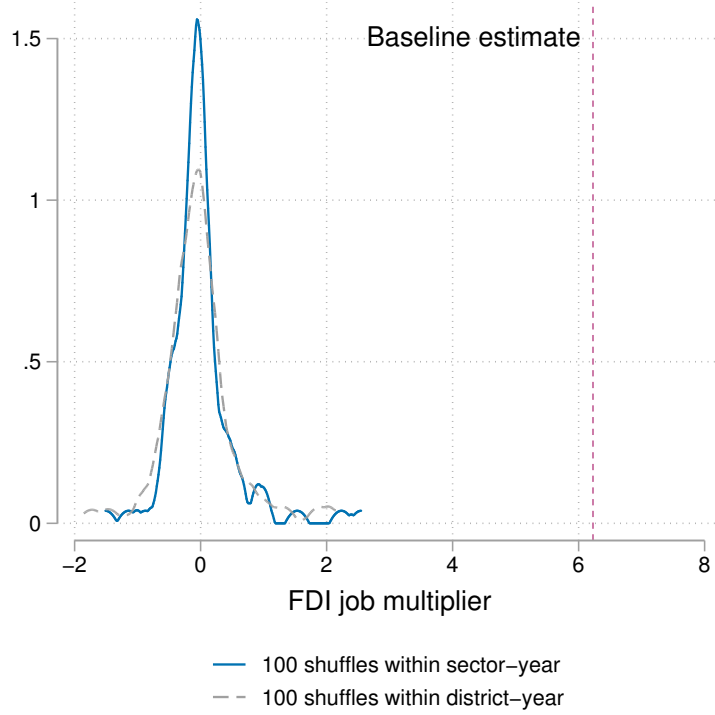 Baseline estimate
1.5
1
.5
0
−2 0 2 4 6 8
FDI job multiplier
100 shuffles within sector−year
100 shuffles within district−year